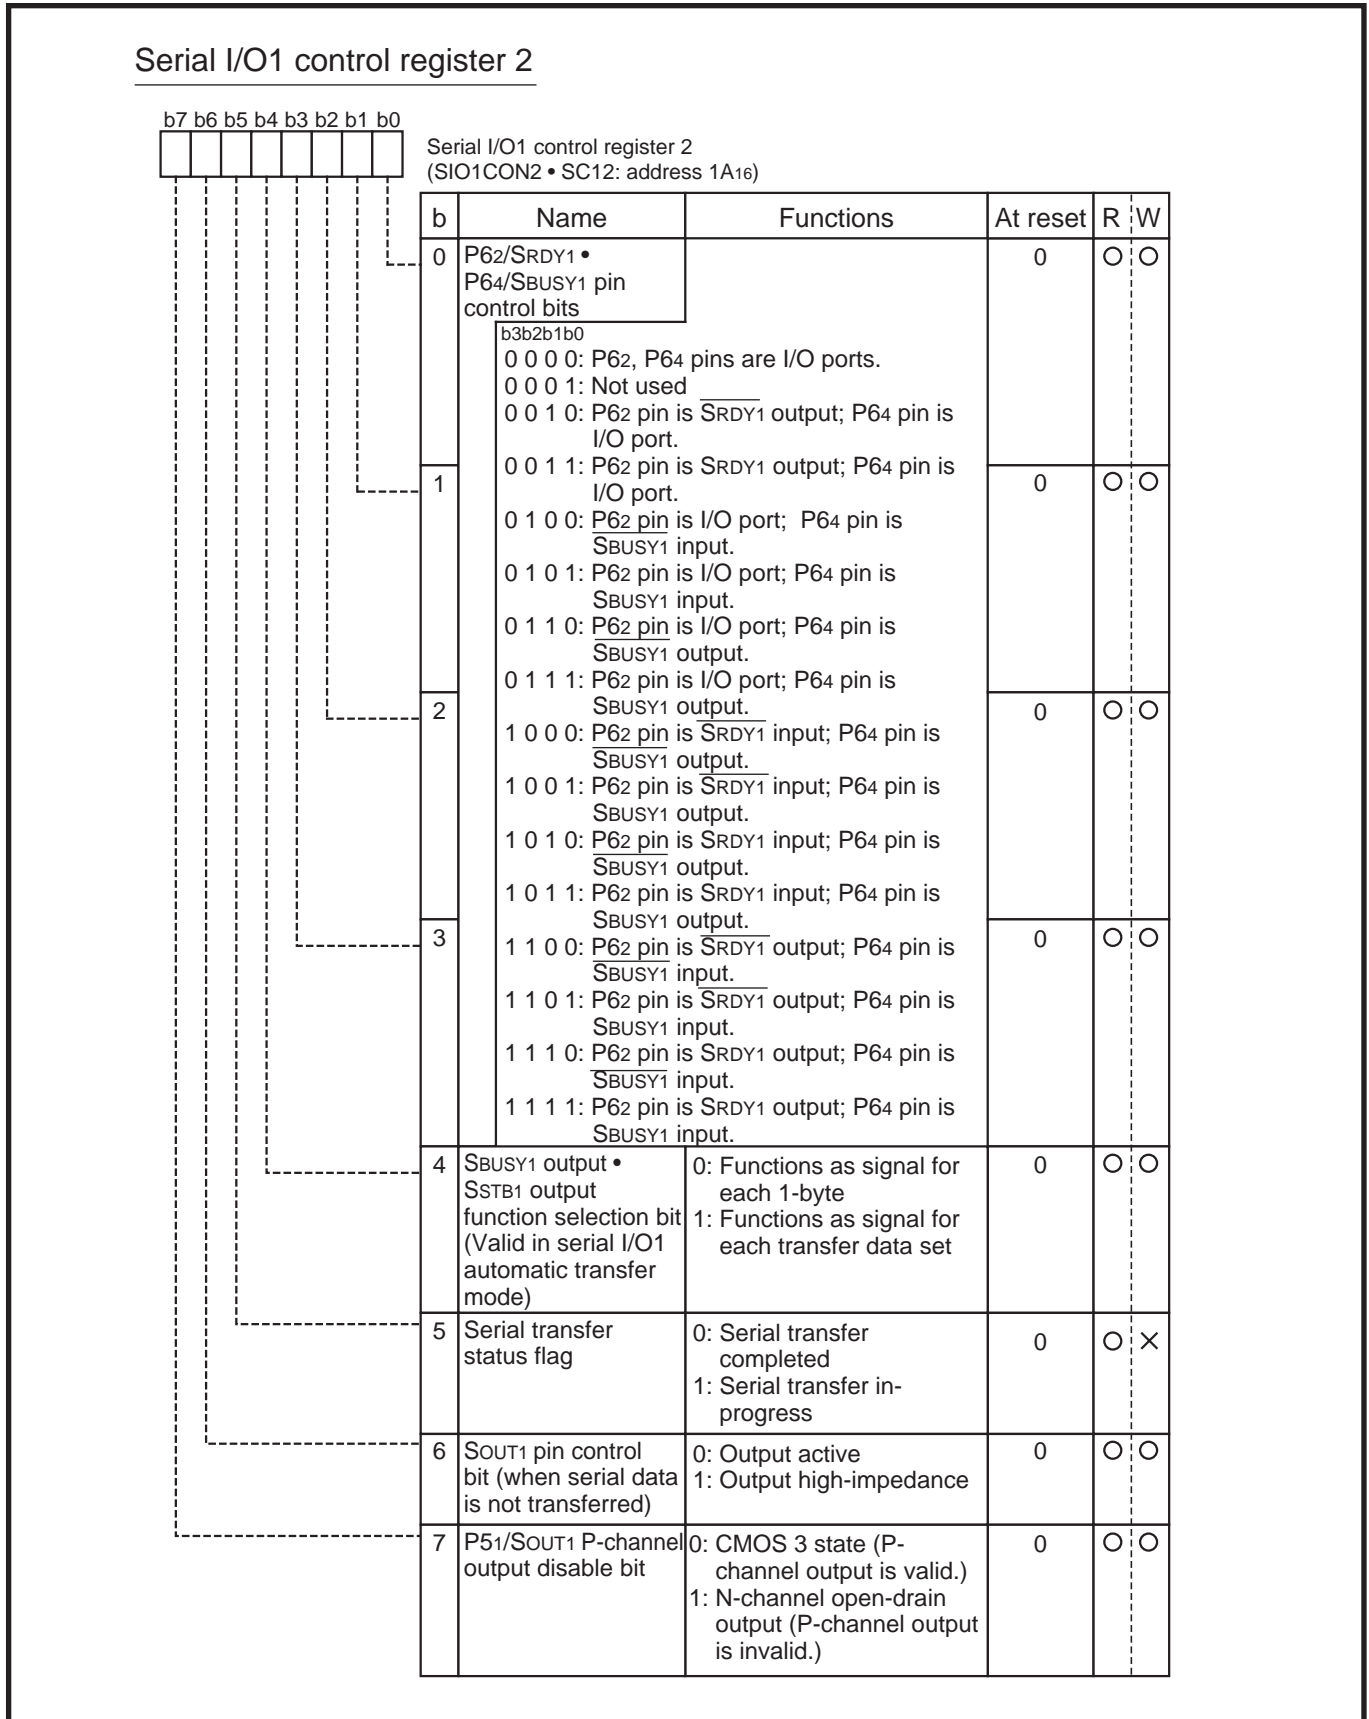 Serial I/O1 control register 2
b7 b6 b5 b4 b3 b2 b1 b0
Serial I/O1 control register 2
(SIO1CON2 • SC12: address 1A16)
b Name Functions At reset R W
0 P62/SRDY1 • 0 O O
P64/SBUSY1 pin
control bits
b3b2b1b0
0 0 0 0: P62, P64 pins are I/O ports.
0 0 0 1: Not used
0 0 1 0: P62 pin is S̅R̅D̅Y̅1̅ output; P64 pin is
I/O port.
0 0 1 1: P62 pin is SRDY1 output; P64 pin is
1 I/O port. 0 O O
0 1 0 0: P62 pin is I/O port; P64 pin is
S̅B̅U̅S̅Y̅1̅ input.
0 1 0 1: P62 pin is I/O port; P64 pin is
SBUSY1 input.
0 1 1 0: P62 pin is I/O port; P64 pin is
S̅B̅U̅S̅Y̅1̅ output.
0 1 1 1: P62 pin is I/O port; P64 pin is
2 SBUSY1 output. 0 O O
1 0 0 0: P62 pin is S̅R̅D̅Y̅1̅ input; P64 pin is
S̅B̅U̅S̅Y̅1̅ output.
1 0 0 1: P62 pin is S̅R̅D̅Y̅1̅ input; P64 pin is
SBUSY1 output.
1 0 1 0: P62 pin is SRDY1 input; P64 pin is
S̅B̅U̅S̅Y̅1̅ output.
1 0 1 1: P62 pin is SRDY1 input; P64 pin is
SBUSY1 output.
3 0 O O
1 1 0 0: P62 pin is S̅R̅D̅Y̅1̅ output; P64 pin is
S̅B̅U̅S̅Y̅1̅ input.
1 1 0 1: P62 pin is S̅R̅D̅Y̅1̅ output; P64 pin is
SBUSY1 input.
1 1 1 0: P62 pin is SRDY1 output; P64 pin is
S̅B̅U̅S̅Y̅1̅ input.
1 1 1 1: P62 pin is SRDY1 output; P64 pin is
SBUSY1 input.
4 SBUSY1 output • 0: Functions as signal for 0 O O
SSTB1 output each 1-byte
function selection bit 1: Functions as signal for
(Valid in serial I/O1 each transfer data set
automatic transfer
mode)
5 Serial transfer 0: Serial transfer 0 O ×
status flag completed
1: Serial transfer in-
progress
6 SOUT1 pin control 0: Output active 0 O O
bit (when serial data 1: Output high-impedance
is not transferred)
7 P51/SOUT1 P-channel 0: CMOS 3 state (P- 0 O O
output disable bit channel output is valid.)
1: N-channel open-drain
output (P-channel output
is invalid.)